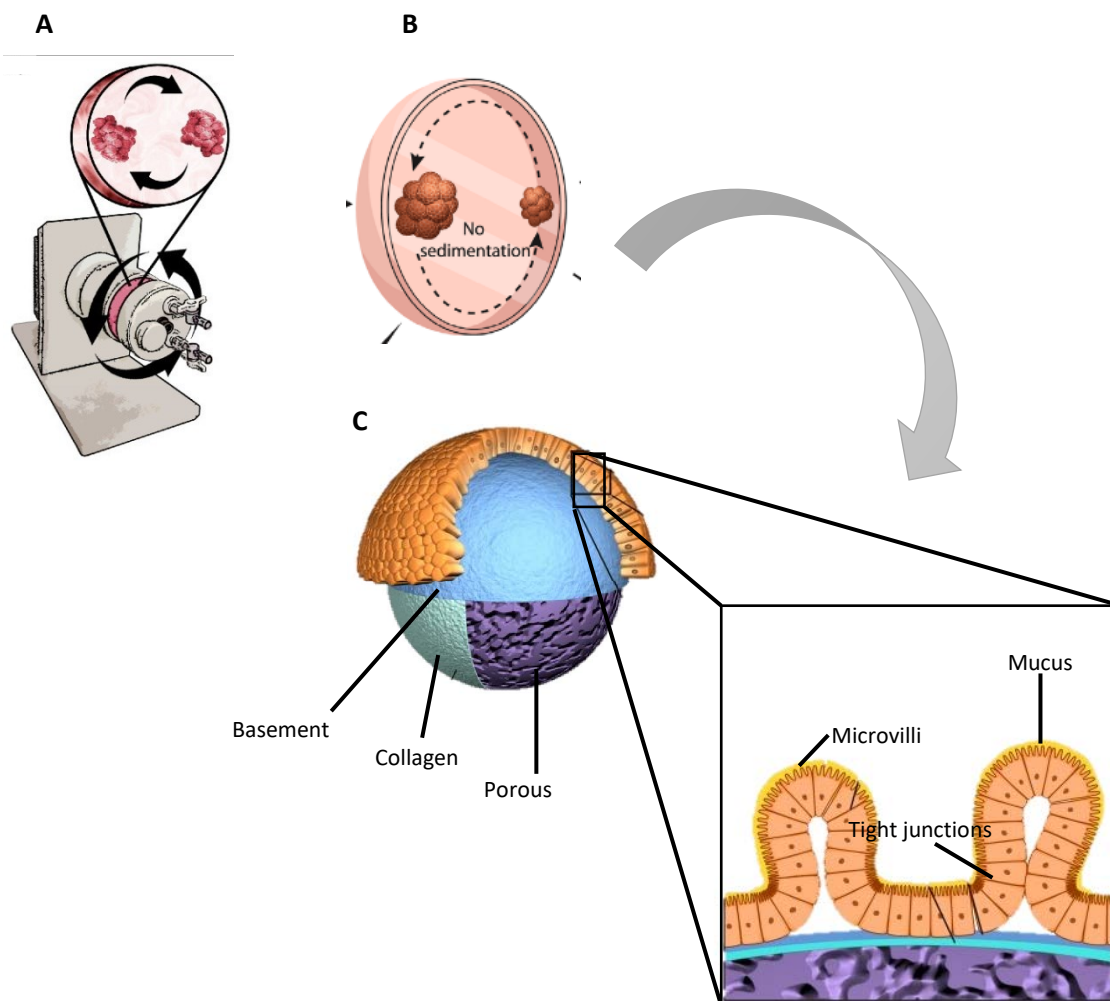 A
B
No
sedimentation
C
Basement
Collagen
Porous
Mucus
Microvilli
Tight junctions